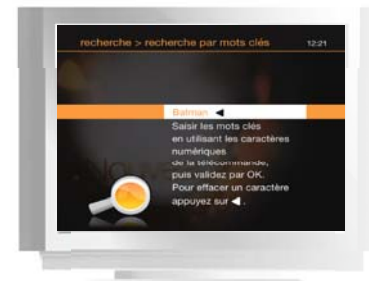 recherche > recherche par mots clés 12:21
Batman ◀
Saisir les mots clés
en utilisant les caractères
numériques
de la télécommande,
puis validez par OK.
Pour effacer un caractère
appuyez sur ◀ .